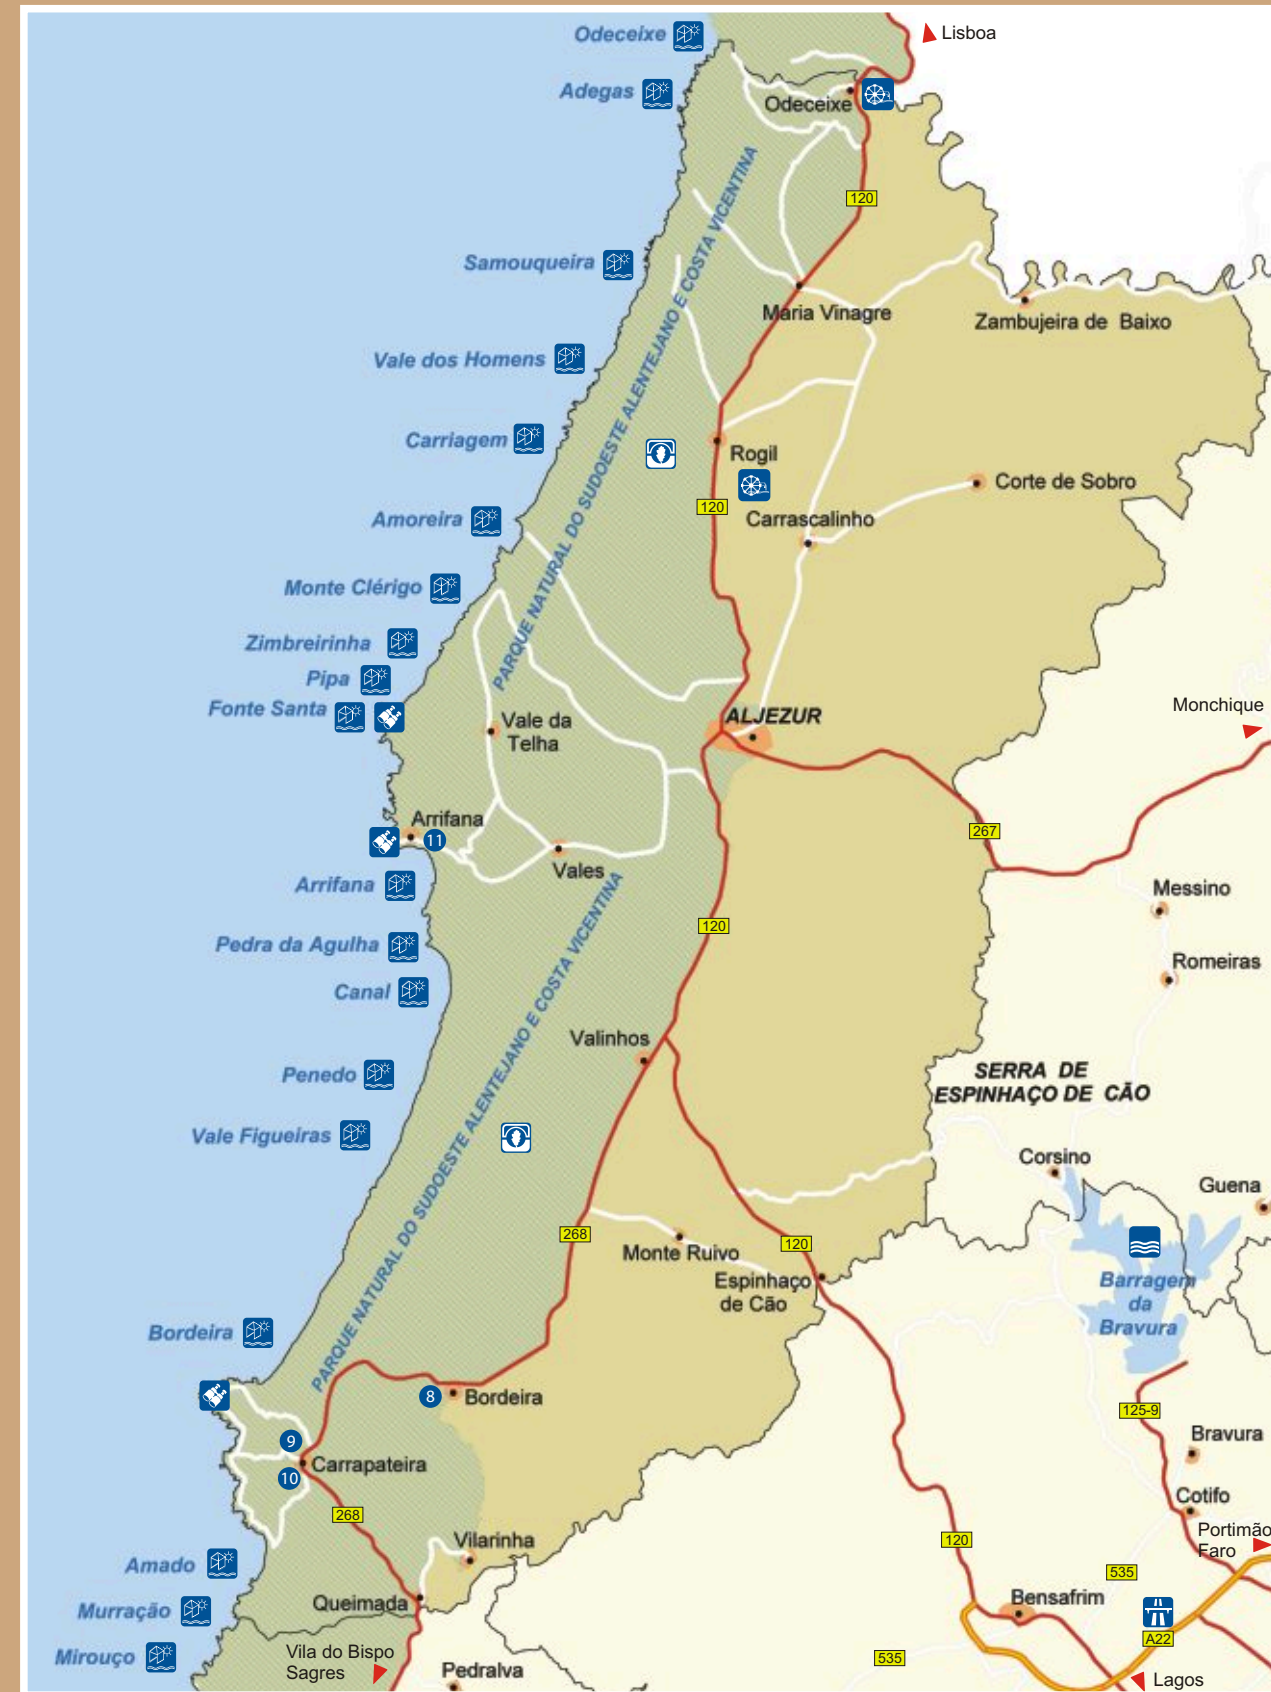 Odeceixe
Lisboa
Adegas
Odeceixe
120
Samouqueira
Maria Vinagre
Zambujeira de Baixo
PARQUE NATURAL DO SUDOESTE ALENTEJANO E COSTA VICENTINA
Vale dos Homens
Carriagem
Rogil
Corte de Sobro
120
Amoreira
Carrascalinho
Monte Clérigo
Zimbreirinha
Pipa
Fonte Santa
Monchique
ALJEZUR
Vale da
Telha
Arrifana
11
267
Vales
Arrifana
Messino
120
Pedra da Agulha
Romeiras
Canal
PARQUE NATURAL DO SUDOESTE ALENTEJANO E COSTA VICENTINA
Valinhos
Penedo
SERRA DE
ESPINHAÇO DE CÃO
Vale Figueiras
Corsino
Guena
268
Monte Ruivo
120
Espinhaço
de Cão
Barragem
da
Bravura
Bordeira
8
Bordeira
125-9
9
Bravura
Carrapateira
10
Cotifo
268
Portimão
Faro
Vilarinha
120
Amado
535
Queimada
Bensafrim
Murração
A22
Vila do Bispo
Sagres
Mirouço
535
Pedralva
Lagos